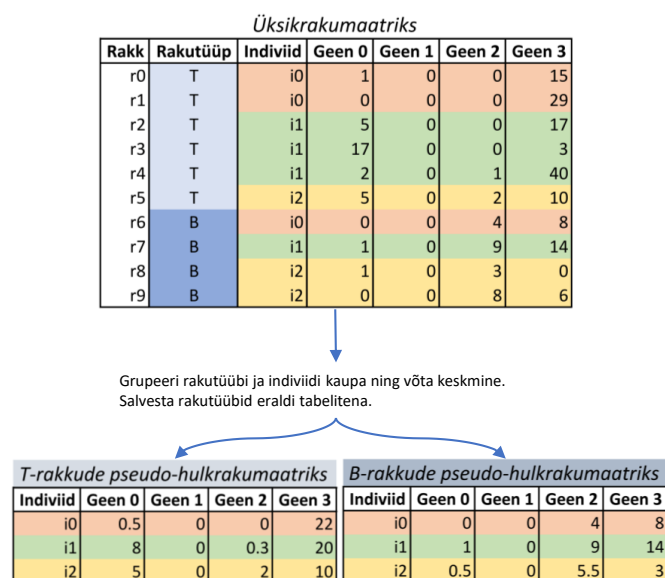 Üksikrakumaatriks
Rakk Rakutüüp Indiviid Geen 0 Geen 1 Geen 2 Geen 3
r0 T i0 1 0 0 15
r1 T i0 0 0 0 29
r2 T i1 5 0 0 17
r3 T i1 17 0 0 3
r4 T i1 2 0 1 40
r5 T i2 5 0 2 10
r6 B i0 0 0 4 8
r7 B i1 1 0 9 14
r8 B i2 1 0 3 0
r9 B i2 0 0 8 6
Grupeeri rakutüübi ja indiviidi kaupa ning võta keskmine.
Salvesta rakutüübid eraldi tabelitena.
T-rakkude pseudo-hulkrakumaatriks
Indiviid Geen 0 Geen 1 Geen 2 Geen 3
i0 0.5 0 0 22
i1 8 0 0.3 20
i2 5 0 2 10
B-rakkude pseudo-hulkrakumaatriks
Indiviid Geen 0 Geen 1 Geen 2 Geen 3
i0 0 0 4 8
i1 1 0 9 14
i2 0.5 0 5.5 3